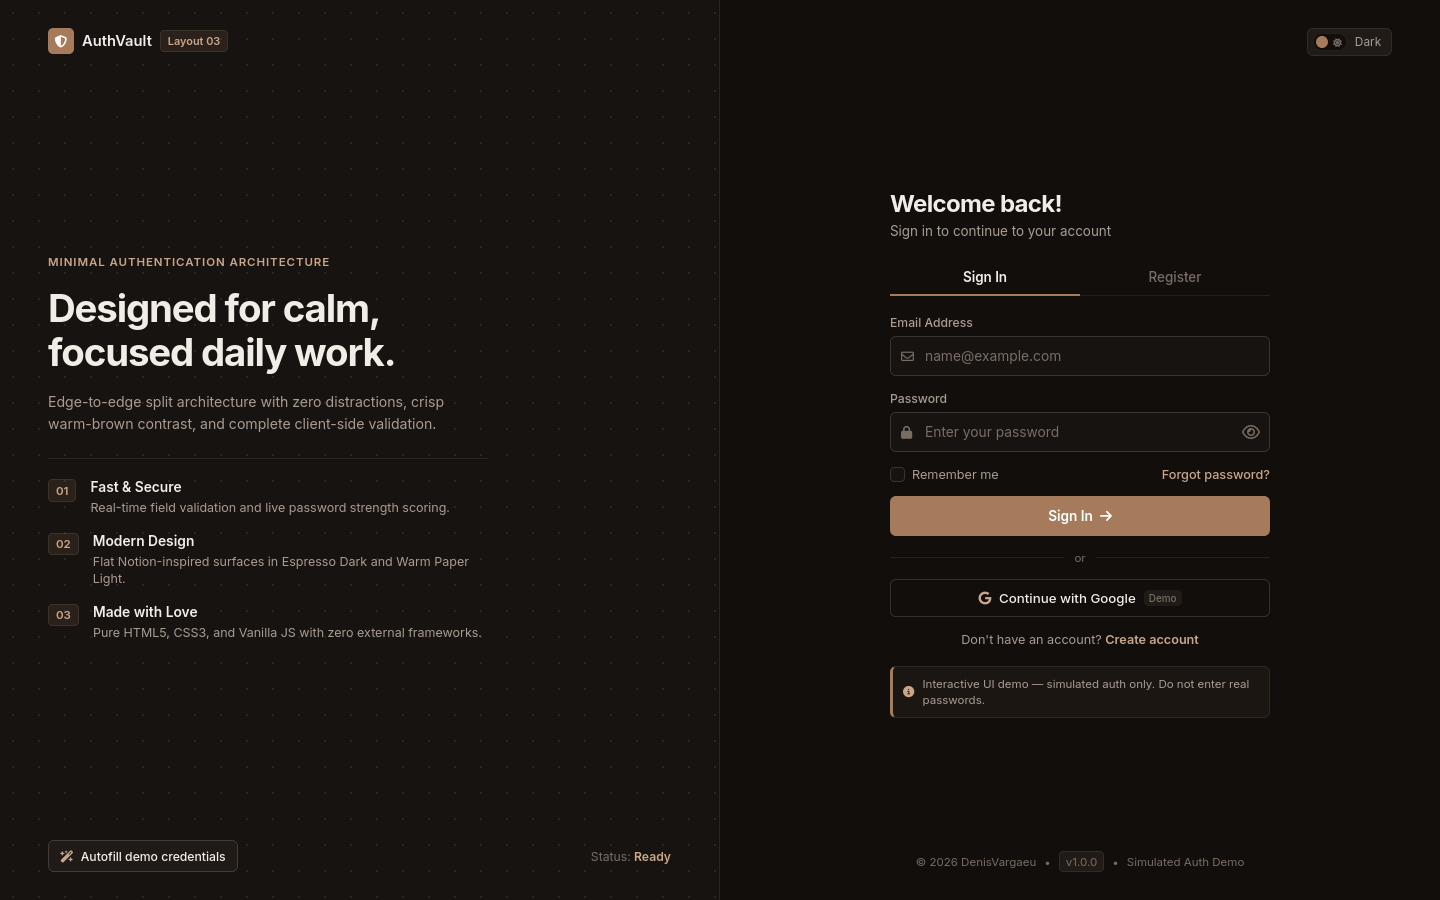 AuthVault Layout 03
MINIMAL AUTHENTICATION ARCHITECTURE
Designed for calm,
focused daily work.
Edge-to-edge split architecture with zero distractions, crisp
warm-brown contrast, and complete client-side validation.
01 Fast & Secure
Real-time field validation and live password strength scoring.
02 Modern Design
Flat Notion-inspired surfaces in Espresso Dark and Warm Paper
Light.
03 Made with Love
Pure HTML5, CSS3, and Vanilla JS with zero external frameworks.
Autofill demo credentials
Status: Ready
Dark
Welcome back!
Sign in to continue to your account
Sign In Register
Email Address
name@example.com
Password
Enter your password
Remember me Forgot password?
Sign In
or
Continue with Google Demo
Don't have an account? Create account
Interactive UI demo — simulated auth only. Do not enter real
passwords.
© 2026 DenisVargaeu • v1.0.0 • Simulated Auth Demo